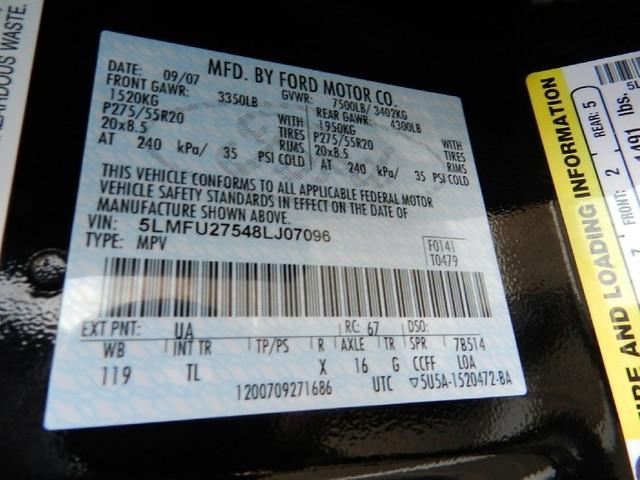 HAZARDOUS WASTE.
MFD. BY FORD MOTOR CO.
DATE: 09/07 GVWR: 7500LB/ 3402KG
FRONT GAWR: 3350LB REAR GAWR: 4300LB
1520KG 1950KG
P275/55R20 WITH TIRES P275/55R20 WITH TIRES
20x8.5 RIMS 20x8.5 RIMS
AT 240 kPa/ 35 PSI COLD AT 240 kPa/ 35 PSI COLD
THIS VEHICLE CONFORMS TO ALL APPLICABLE FEDERAL MOTOR
VEHICLE SAFETY STANDARDS IN EFFECT ON THE DATE OF
MANUFACTURE SHOWN ABOVE.
VIN: 5LMFU27548LJ07096
TYPE: MPV
F0141
T0479
EXT PNT: UA RC: 67 DSO:
WB INT TR TP/PS R AXLE TR SPR 7B514
119 TL X 16 G CCFF LOA
1200709271686 UTC ▽5U5A-1520472-BA
TIRE AND LOADING INFORMATION
FRONT: 2 REAR: 5
lbs.
5L